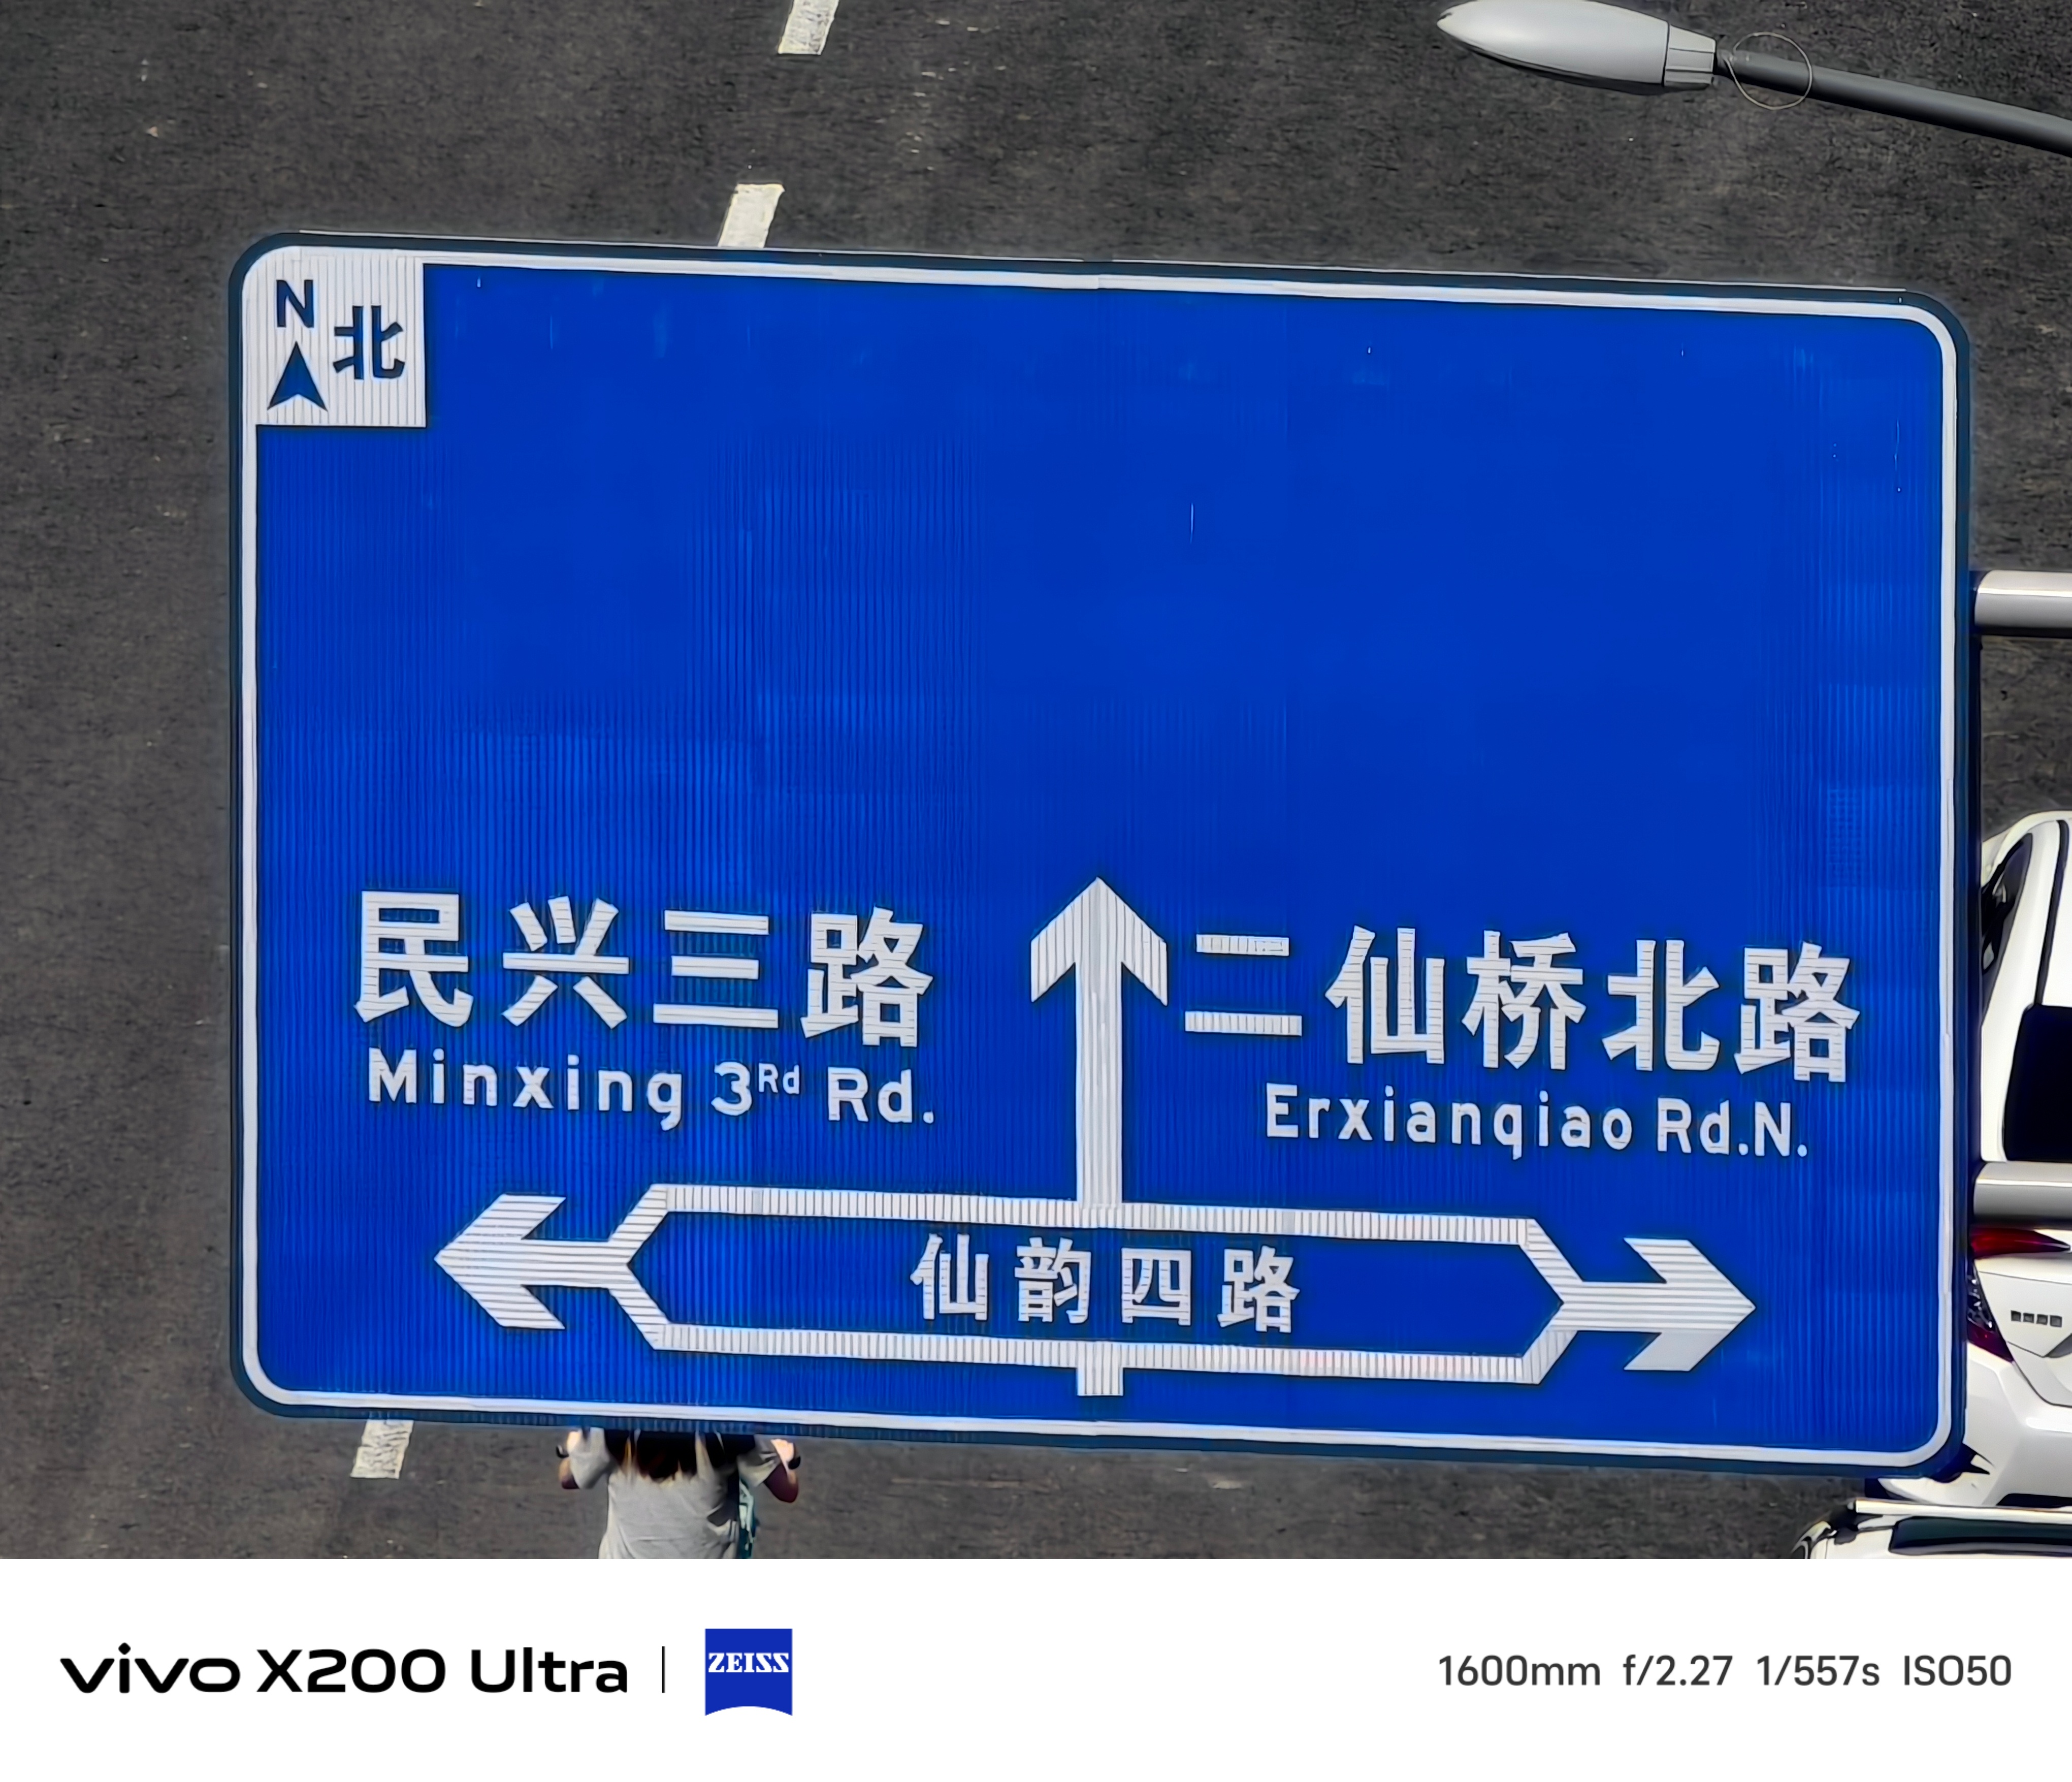 N
北
民兴三路
Minxing 3Rd Rd.
二仙桥北路
Erxianqiao Rd.N.
仙韵四路
vivo X200 Ultra
ZEISS
1600mm f/2.27 1/557s ISO50